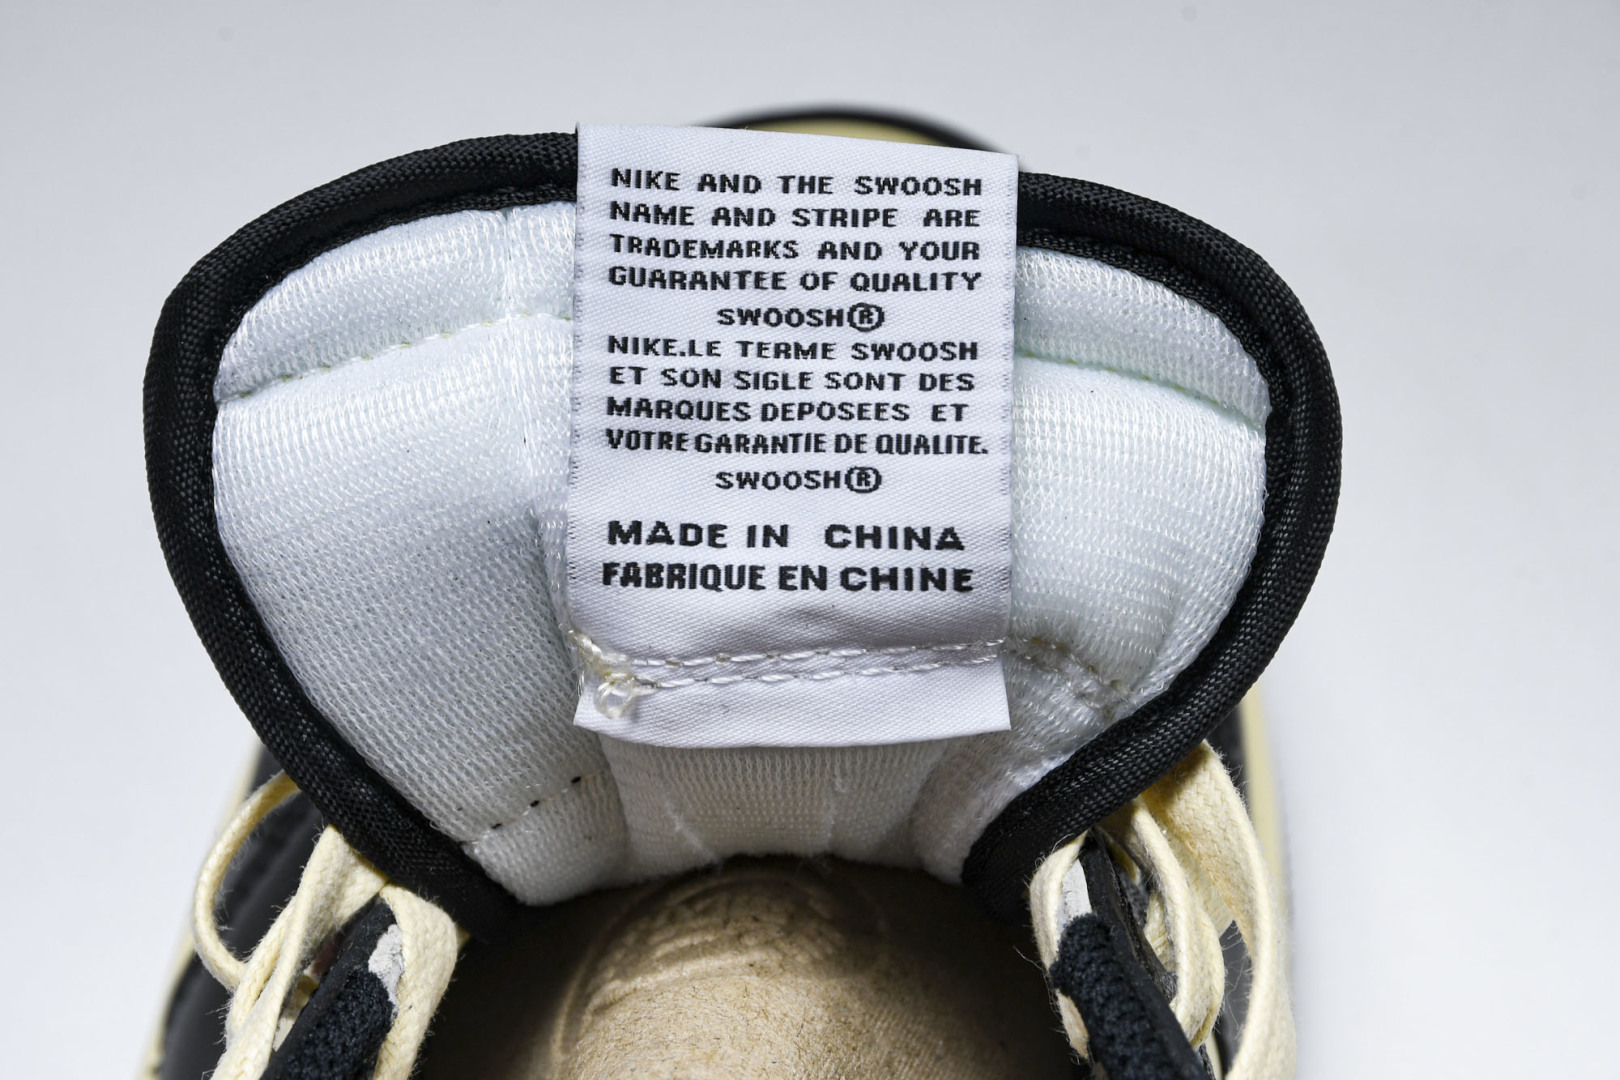 NIKE AND THE SWOOSH
NAME AND STRIPE ARE
TRADEMARKS AND YOUR
GUARANTEE OF QUALITY
SWOOSH®
NIKE.LE TERME SWOOSH
ET SON SIGLE SONT DES
MARQUES DEPOSEES ET
VOTRE GARANTIE DE QUALITE.
SWOOSH®
MADE IN CHINA
FABRIQUE EN CHINE